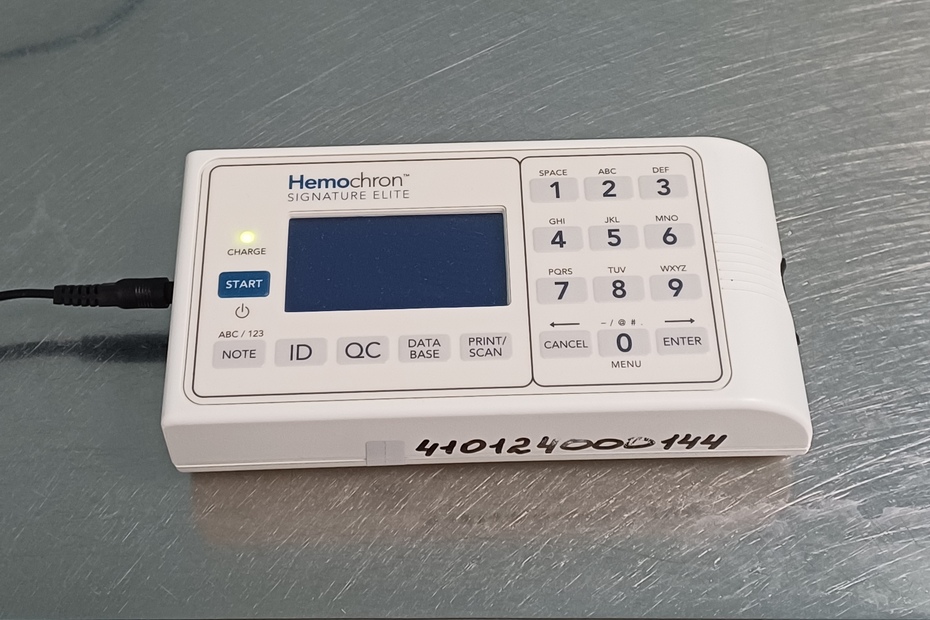 Hemochron™
SIGNATURE ELITE
CHARGE
START
ABC / 123
NOTE
ID
QC
DATA
BASE
PRINT/
SCAN
SPACE
1
ABC
2
DEF
3
GHI
4
JKL
5
MNO
6
PQRS
7
TUV
8
WXYZ
9
CANCEL
– / @ # .
0
MENU
ENTER
410124000144